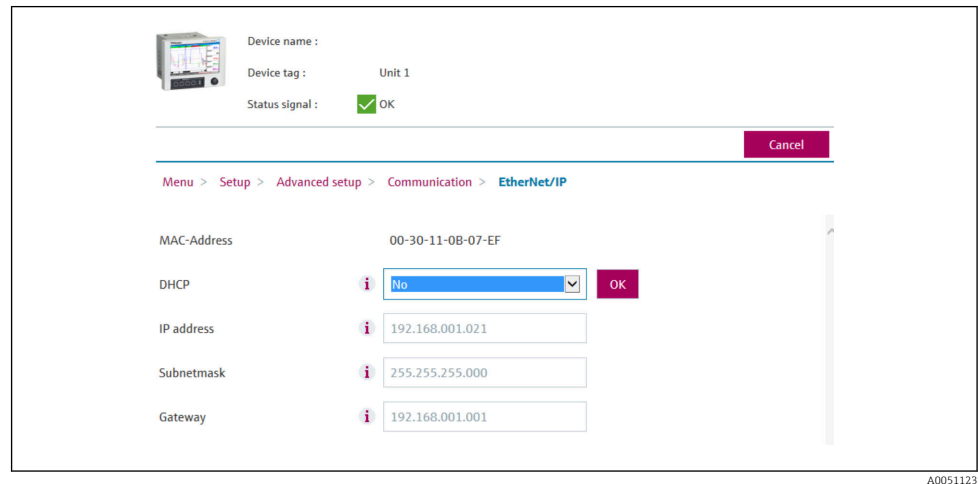 Device name :
Device tag : Unit 1
Status signal : OK
Cancel
Menu > Setup > Advanced setup > Communication > EtherNet/IP
MAC-Address 00-30-11-0B-07-EF
DHCP i No OK
IP address i 192.168.001.021
Subnetmask i 255.255.255.000
Gateway i 192.168.001.001
A0051123